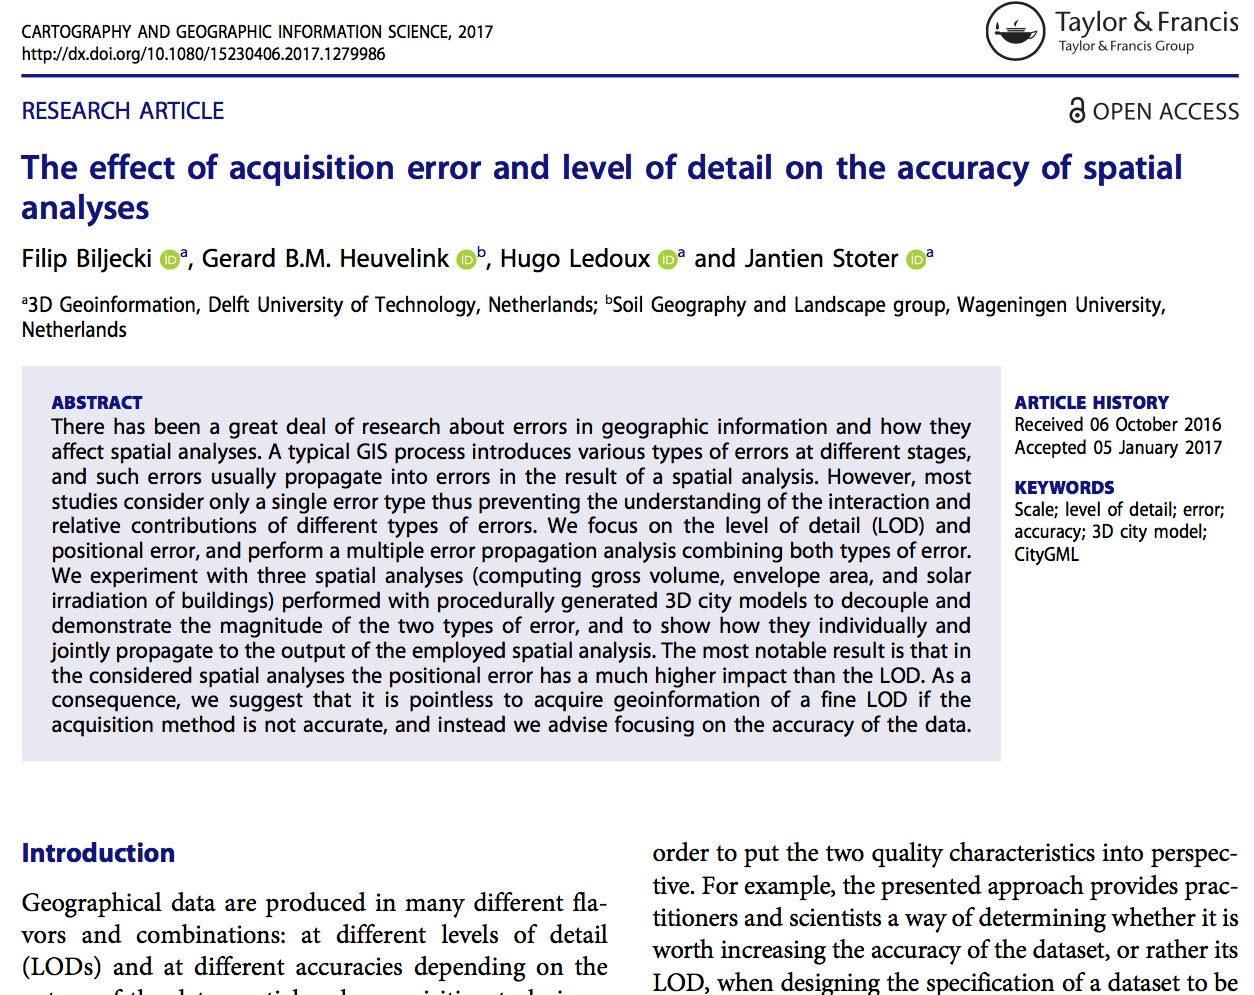 CARTOGRAPHY AND GEOGRAPHIC INFORMATION SCIENCE, 2017
http://dx.doi.org/10.1080/15230406.2017.1279986
Taylor & Francis
Taylor & Francis Group
RESEARCH ARTICLE
OPEN ACCESS
The effect of acquisition error and level of detail on the accuracy of spatial
analyses
Filip Biljecki iD a, Gerard B.M. Heuvelink iD b, Hugo Ledoux iD a and Jantien Stoter iD a
a3D Geoinformation, Delft University of Technology, Netherlands; bSoil Geography and Landscape group, Wageningen University,
Netherlands
ABSTRACT
There has been a great deal of research about errors in geographic information and how they
affect spatial analyses. A typical GIS process introduces various types of errors at different stages,
and such errors usually propagate into errors in the result of a spatial analysis. However, most
studies consider only a single error type thus preventing the understanding of the interaction and
relative contributions of different types of errors. We focus on the level of detail (LOD) and
positional error, and perform a multiple error propagation analysis combining both types of error.
We experiment with three spatial analyses (computing gross volume, envelope area, and solar
irradiation of buildings) performed with procedurally generated 3D city models to decouple and
demonstrate the magnitude of the two types of error, and to show how they individually and
jointly propagate to the output of the employed spatial analysis. The most notable result is that in
the considered spatial analyses the positional error has a much higher impact than the LOD. As a
consequence, we suggest that it is pointless to acquire geoinformation of a fine LOD if the
acquisition method is not accurate, and instead we advise focusing on the accuracy of the data.
ARTICLE HISTORY
Received 06 October 2016
Accepted 05 January 2017
KEYWORDS
Scale; level of detail; error;
accuracy; 3D city model;
CityGML
Introduction
Geographical data are produced in many different fla-
vors and combinations: at different levels of detail
(LODs) and at different accuracies depending on the
order to put the two quality characteristics into perspec-
tive. For example, the presented approach provides prac-
titioners and scientists a way of determining whether it is
worth increasing the accuracy of the dataset, or rather its
LOD, when designing the specification of a dataset to be